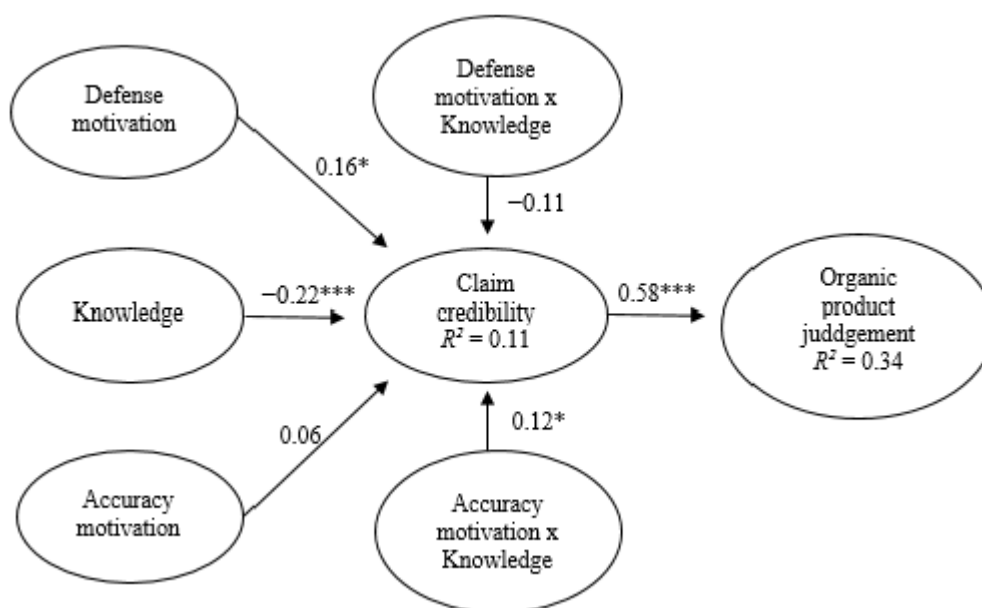 Defense
motivation
Defense
motivation x
Knowledge
0.16*
−0.11
Knowledge
−0.22***
Claim
credibility
R² = 0.11
0.58***
Organic
product
juddgement
R² = 0.34
0.06
0.12*
Accuracy
motivation
Accuracy
motivation x
Knowledge